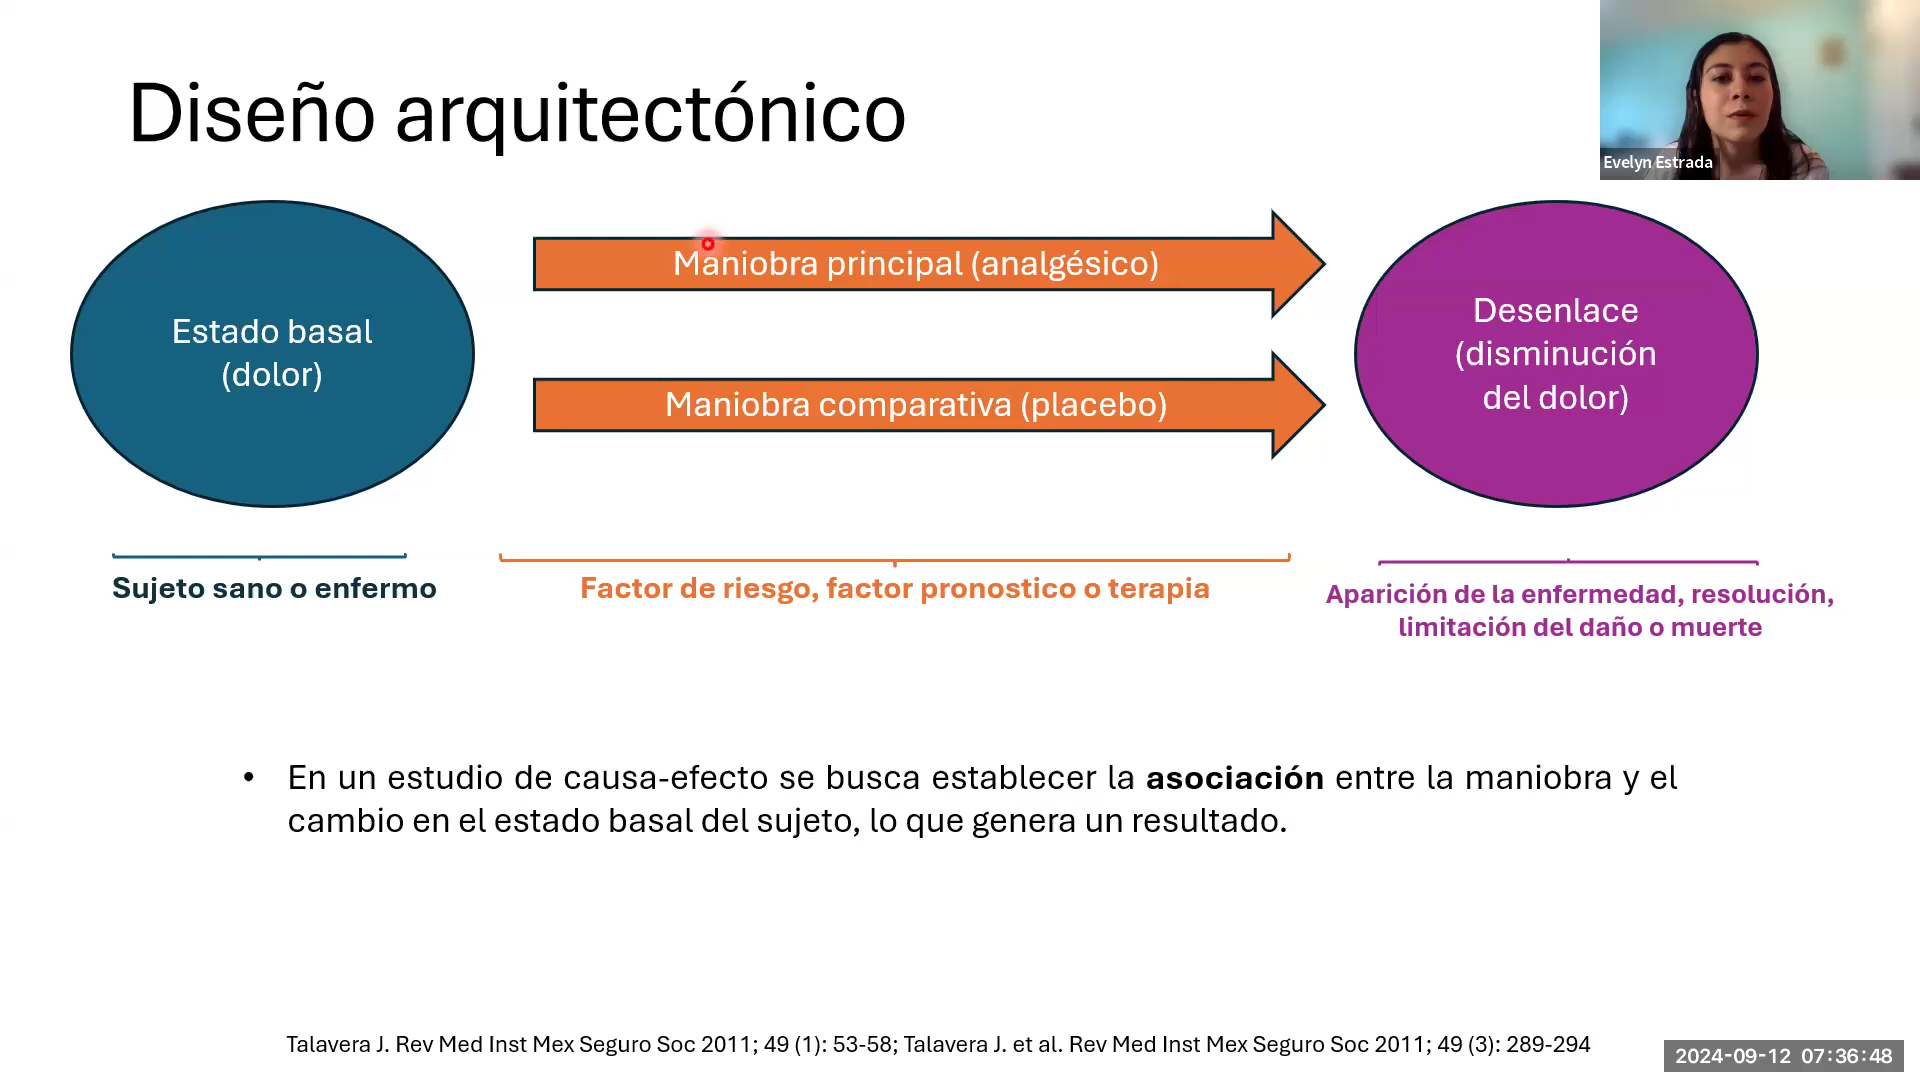 Diseño arquitectónico
Evelyn Estrada
Estado basal
(dolor)
Maniobra principal (analgésico)
Maniobra comparativa (placebo)
Desenlace
(disminución
del dolor)
Sujeto sano o enfermo
Factor de riesgo, factor pronostico o terapia
Aparición de la enfermedad, resolución,
limitación del daño o muerte
• En un estudio de causa-efecto se busca establecer la asociación entre la maniobra y el
cambio en el estado basal del sujeto, lo que genera un resultado.
Talavera J. Rev Med Inst Mex Seguro Soc 2011; 49 (1): 53-58; Talavera J. et al. Rev Med Inst Mex Seguro Soc 2011; 49 (3): 289-294
2024-09-12 07:36:48